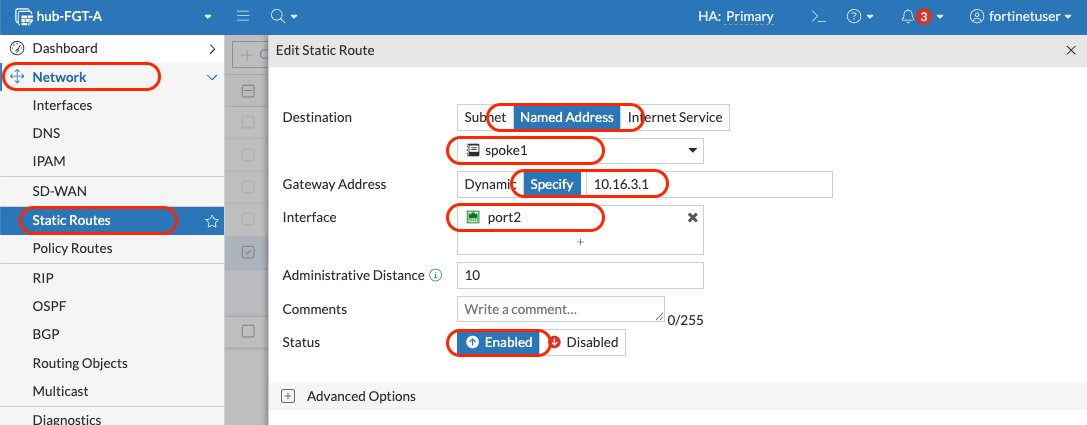 hub-FGT-A
HA: Primary
>_
?
3
fortinetuser
Dashboard
Network
Interfaces
DNS
IPAM
SD-WAN
Static Routes
Policy Routes
RIP
OSPF
BGP
Routing Objects
Multicast
Diagnostics
Edit Static Route
Destination
Subnet Named Address Internet Service
spoke1
Gateway Address Dynamic Specify 10.16.3.1
Interface port2
+
Administrative Distance 10
Comments Write a comment... 0/255
Status Enabled Disabled
+ Advanced Options